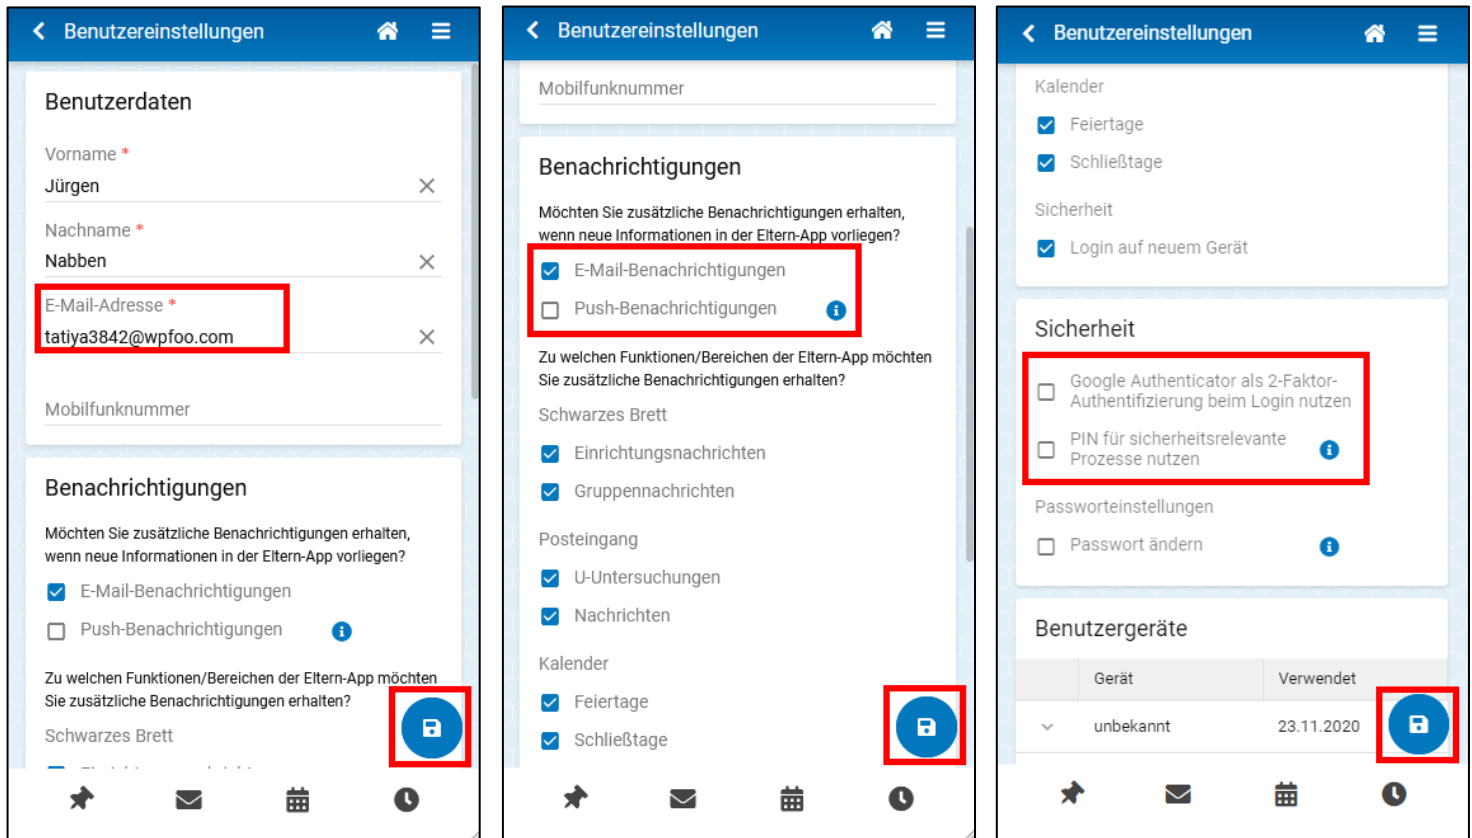 Benutzereinstellungen
Benutzerdaten
Vorname *
Jürgen
Nachname *
Nabben
E-Mail-Adresse *
tatiya3842@wpfoo.com
Mobilfunknummer
Benachrichtigungen
Möchten Sie zusätzliche Benachrichtigungen erhalten,
wenn neue Informationen in der Eltern-App vorliegen?
E-Mail-Benachrichtigungen
Push-Benachrichtigungen
Zu welchen Funktionen/Bereichen der Eltern-App möchten
Sie zusätzliche Benachrichtigungen erhalten?
Schwarzes Brett
Benutzereinstellungen
Mobilfunknummer
Benachrichtigungen
Möchten Sie zusätzliche Benachrichtigungen erhalten,
wenn neue Informationen in der Eltern-App vorliegen?
E-Mail-Benachrichtigungen
Push-Benachrichtigungen
Zu welchen Funktionen/Bereichen der Eltern-App möchten
Sie zusätzliche Benachrichtigungen erhalten?
Schwarzes Brett
Einrichtungsnachrichten
Gruppennachrichten
Posteingang
U-Untersuchungen
Nachrichten
Kalender
Feiertage
Schließtage
Benutzereinstellungen
Kalender
Feiertage
Schließtage
Sicherheit
Login auf neuem Gerät
Sicherheit
Google Authenticator als 2-Faktor-
Authentifizierung beim Login nutzen
PIN für sicherheitsrelevante
Prozesse nutzen
Passworteinstellungen
Passwort ändern
Benutzergeräte
Gerät Verwendet
unbekannt 23.11.2020